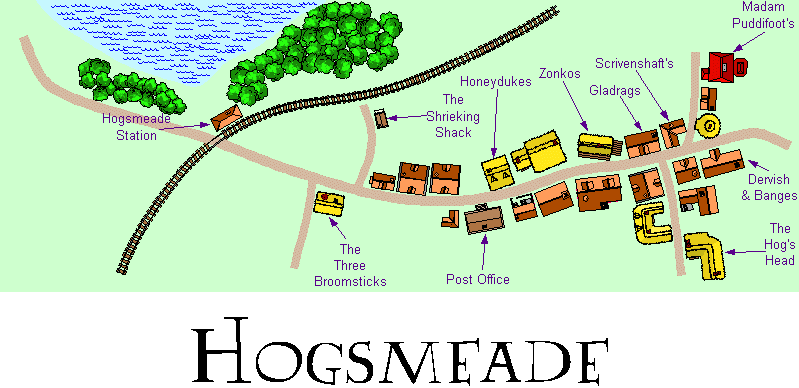 Madam
Puddifoot's
Scrivenshaft's
Zonkos
Honeydukes
Gladrags
The
Shrieking
Shack
Hogsmeade
Station
Dervish
& Banges
The
Hog's
Head
The
Three
Broomsticks
Post Office
HOGSMEADE